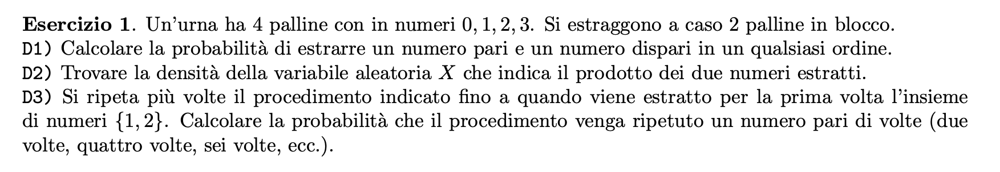 Esercizio 1. Un'urna ha 4 palline con in numeri 0, 1, 2, 3. Si estraggono a caso 2 palline in blocco.
D1) Calcolare la probabilità di estrarre un numero pari e un numero dispari in un qualsiasi ordine.
D2) Trovare la densità della variabile aleatoria X che indica il prodotto dei due numeri estratti.
D3) Si ripeta più volte il procedimento indicato fino a quando viene estratto per la prima volta l'insieme
di numeri {1, 2}. Calcolare la probabilità che il procedimento venga ripetuto un numero pari di volte (due
volte, quattro volte, sei volte, ecc.).